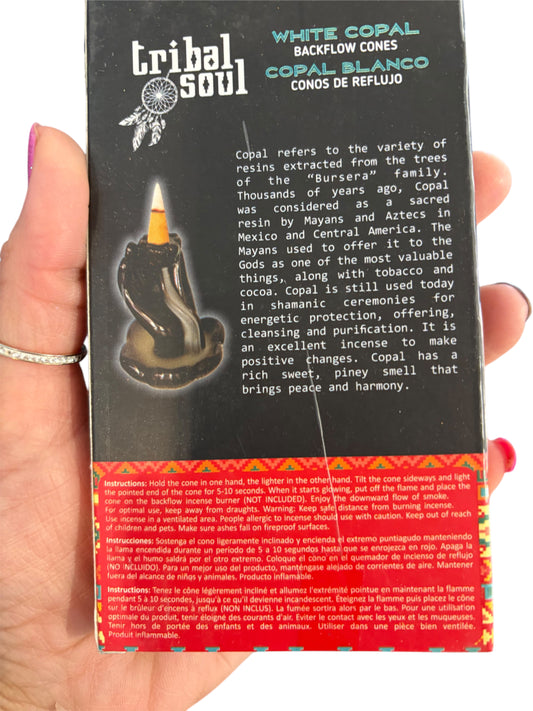 tribal
soul
WHITE COPAL
BACKFLOW CONES
COPAL BLANCO
CONOS DE REFLUJO
Copal refers to the variety of
resins extracted from the trees
of the "Bursera" family.
Thousands of years ago, Copal
was considered as a sacred
resin by Mayans and Aztecs in
Mexico and Central America. The
Mayans used to offer it to the
Gods as one of the most valuable
things, along with tobacco and
cocoa. Copal is still used today
in shamanic ceremonies for
energetic protection, offering,
cleansing and purification. It is
an excellent incense to make
positive changes. Copal has a
rich sweet, piney smell that
brings peace and harmony.
Instructions: Hold the cone in one hand, the lighter in the other hand. Tilt the cone sideways and light
the pointed end of the cone for 5-10 seconds. When it starts glowing, put off the flame and place the
cone on the backflow incense burner (NOT INCLUDED). Enjoy the downward flow of smoke.
For optimal use, keep away from draughts. Warning: Keep safe distance from burning incense.
Use incense in a ventilated area. People allergic to incense should use with caution. Keep out of reach
of children and pets. Make sure ashes fall on fireproof surfaces.
Instrucciones: Sostenga el cono ligeramente inclinado y encienda el extremo puntiagudo manteniendo
la llama encendida durante un período de 5 a 10 segundos hasta que se enrojezca en rojo. Apaga la
llama y el humo saldrá por el otro extremo. Coloque el cono en el quemador de incienso de reflujo
(NO INCLUIDO). Para un mejor uso del producto, manténgase alejado de corrientes de aire. Mantener
fuera del alcance de niños y animales. Producto inflamable.
Instructions: Tenez le cône légèrement incliné et allumez l'extrémité pointue en maintenant la flamme
pendant 5 à 10 secondes, jusqu'à ce qu'il devienne incandescent. Éteignez la flamme puis placez le cône
sur le brûleur d'encens à reflux (NON INCLUS). La fumée sortira alors par le bas. Pour une utilisation
optimale du produit, tenir éloigné des courants d'air. Eviter le contact avec les yeux et les muqueuses.
Tenir hors de portée des enfants et des animaux. Utiliser dans une pièce bien ventilée.
Produit inflammable.